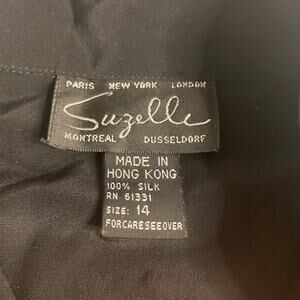 PARIS NEW YORK LONDON
Suzelle
MONTREAL DUSSELDORF
MADE IN
HONG KONG
100% SILK
RN 61331
SIZE: 14
FORCARESEEOVER